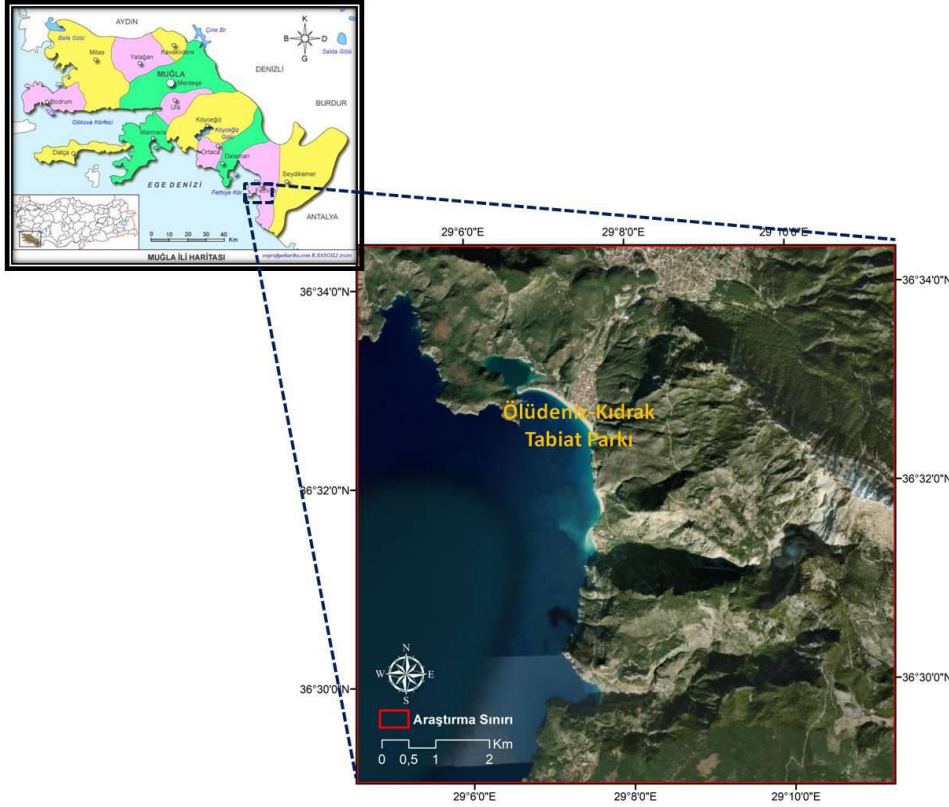 AYDIN
Bafa Gölü
Çine Br.
K
B D
G
Salda Gölü
Milas
Yatağan
Kavaklıdere
DENİZLİ
MUĞLA
Menteşe
BURDUR
Bodrum
Ula
Gökova Körfezi
Köyceğiz
Köyceğiz
Gölü
Marmaris
Ortaca
Datça
Dalaman
Seydikemer
EGE DENİZİ
Fethiye Kör.
ANTALYA
0 10 20 30 40
Km
MUĞLA İLİ HARİTASI
29°6'0"E
29°8'0"E
29°10'0"E
36°34'0"N
36°34'0"N
Ölüdeniz-Kıdrak
Tabiat Parkı
36°32'0"N
36°32'0"N
N
W E
S
36°30'0"N
36°30'0"N
Araştırma Sınırı
Km
0 0,5 1 2
29°6'0"E
29°8'0"E
29°10'0"E